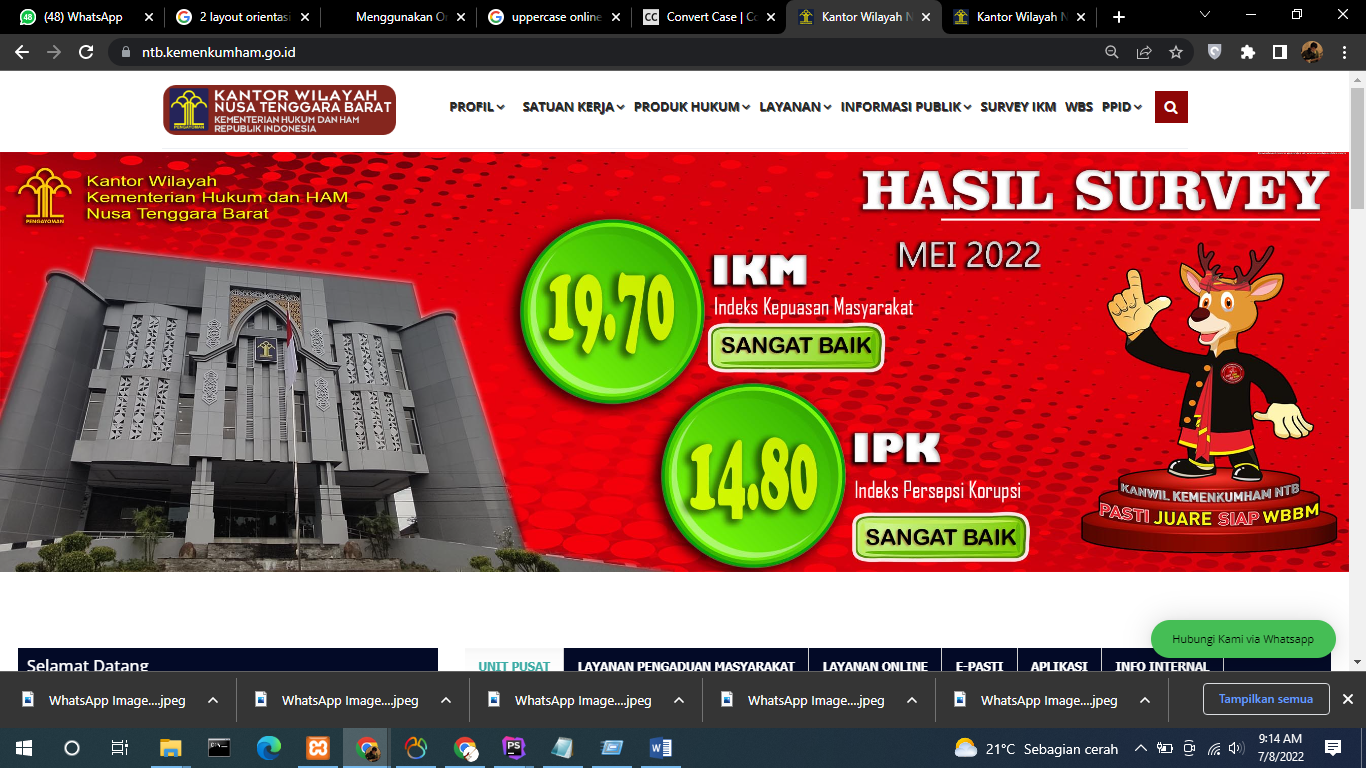 (48) WhatsApp
2 layout orientasi
Menggunakan O
uppercase online
Convert Case | Co
Kantor Wilayah N
Kantor Wilayah N
ntb.kemenkumham.go.id
KANTOR WILAYAH
NUSA TENGGARA BARAT
KEMENTERIAN HUKUM DAN HAM
REPUBLIK INDONESIA
PENGAYOMAN
PROFIL SATUAN KERJA PRODUK HUKUM LAYANAN INFORMASI PUBLIK SURVEY IKM WBS PPID
Kantor Wilayah
Kementerian Hukum dan HAM
Nusa Tenggara Barat
PENGAYOMAN
HASIL SURVEY
MEI 2022
19.70
IKM
Indeks Kepuasan Masyarakat
SANGAT BAIK
14.80
IPK
Indeks Persepsi Korupsi
SANGAT BAIK
KANWIL KEMENKUMHAM NTB
PASTI JUARE SIAP WBBM
Hubungi Kami via Whatsapp
Selamat Datang
UNIT PUSAT LAYANAN PENGADUAN MASYARAKAT LAYANAN ONLINE E-PASTI APLIKASI INFO INTERNAL
WhatsApp Image....jpeg
WhatsApp Image....jpeg
WhatsApp Image....jpeg
WhatsApp Image....jpeg
WhatsApp Image....jpeg
Tampilkan semua
21°C Sebagian cerah
9:14 AM
7/8/2022